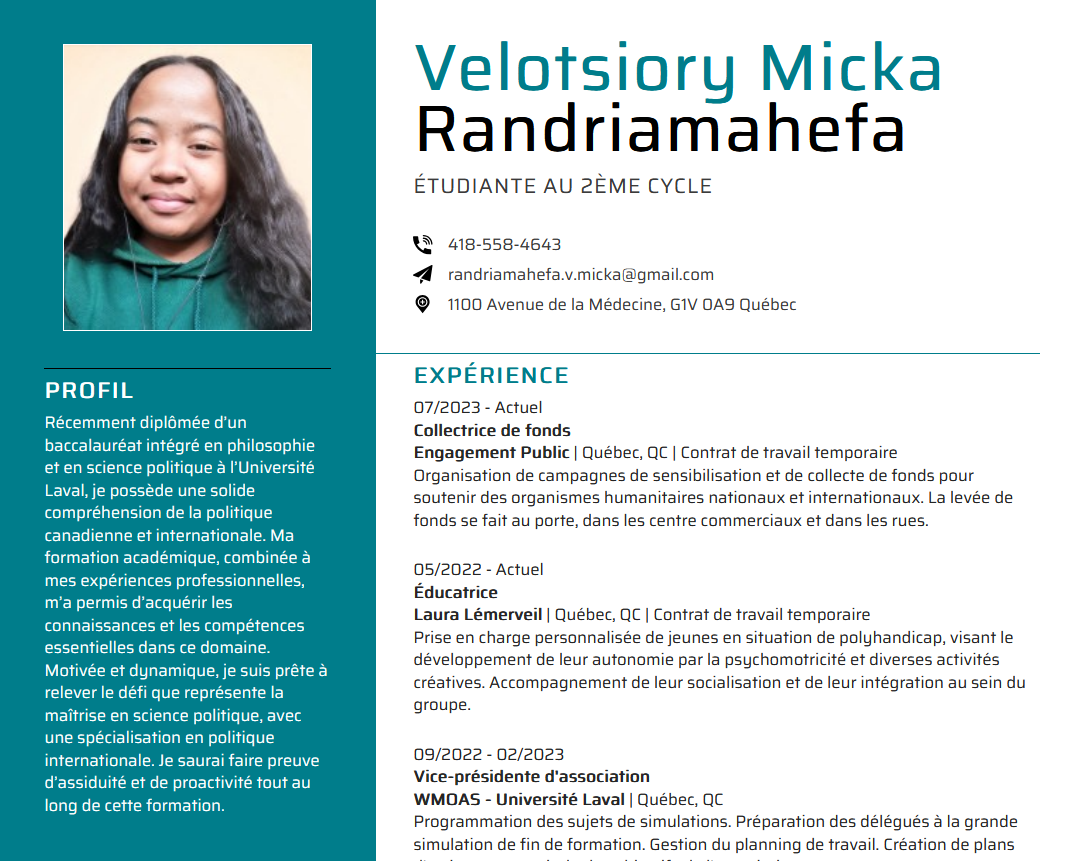 Velotsiory Micka
Randriamahefa
ÉTUDIANTE AU 2ÈME CYCLE
418-558-4643
randriamahefa.v.micka@gmail.com
1100 Avenue de la Médecine, G1V 0A9 Québec
PROFIL
Récemment diplômée d'un
baccalauréat intégré en philosophie
et en science politique à l'Université
Laval, je possède une solide
compréhension de la politique
canadienne et internationale. Ma
formation académique, combinée à
mes expériences professionnelles,
m'a permis d'acquérir les
connaissances et les compétences
essentielles dans ce domaine.
Motivée et dynamique, je suis prête à
relever le défi que représente la
maîtrise en science politique, avec
une spécialisation en politique
internationale. Je saurai faire preuve
d'assiduité et de proactivité tout au
long de cette formation.
EXPÉRIENCE
07/2023 - Actuel
Collectrice de fonds
Engagement Public | Québec, QC | Contrat de travail temporaire
Organisation de campagnes de sensibilisation et de collecte de fonds pour
soutenir des organismes humanitaires nationaux et internationaux. La levée de
fonds se fait au porte, dans les centre commerciaux et dans les rues.
05/2022 - Actuel
Éducatrice
Laura Lémerveil | Québec, QC | Contrat de travail temporaire
Prise en charge personnalisée de jeunes en situation de polyhandicap, visant le
développement de leur autonomie par la psychomotricité et diverses activités
créatives. Accompagnement de leur socialisation et de leur intégration au sein du
groupe.
09/2022 - 02/2023
Vice-présidente d'association
WMOAS - Université Laval | Québec, QC
Programmation des sujets de simulations. Préparation des délégués à la grande
simulation de fin de formation. Gestion du planning de travail. Création de plans